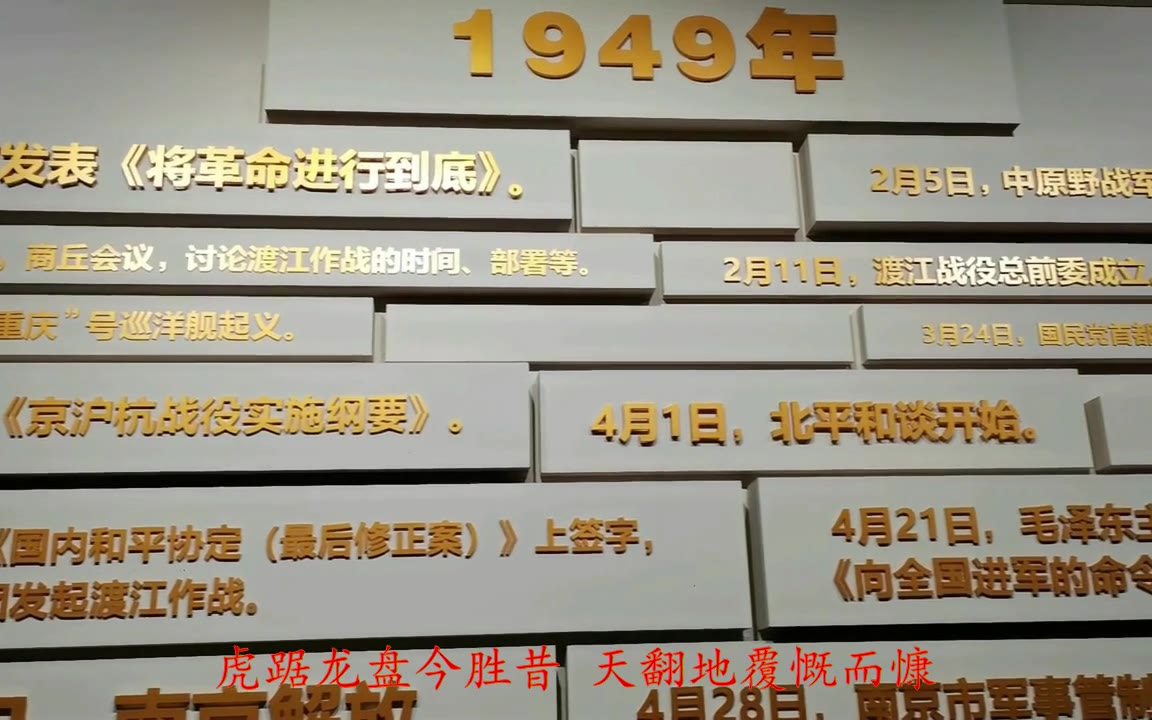 1949年
发表《将革命进行到底》。
2月5日，中原野战军
，商丘会议，讨论渡江作战的时间、部署等。
2月11日，渡江战役总前委成立。
重庆”号巡洋舰起义。
3月24日，国民党首都
《京沪杭战役实施纲要》。
4月1日，北平和谈开始。
《国内和平协定（最后修正案）》上签字，
发起渡江作战。
4月21日，毛泽东主
《向全国进军的命令
虎踞龙盘今胜昔 天翻地覆慨而慷
南京解放
4月28日，南京市军事管制